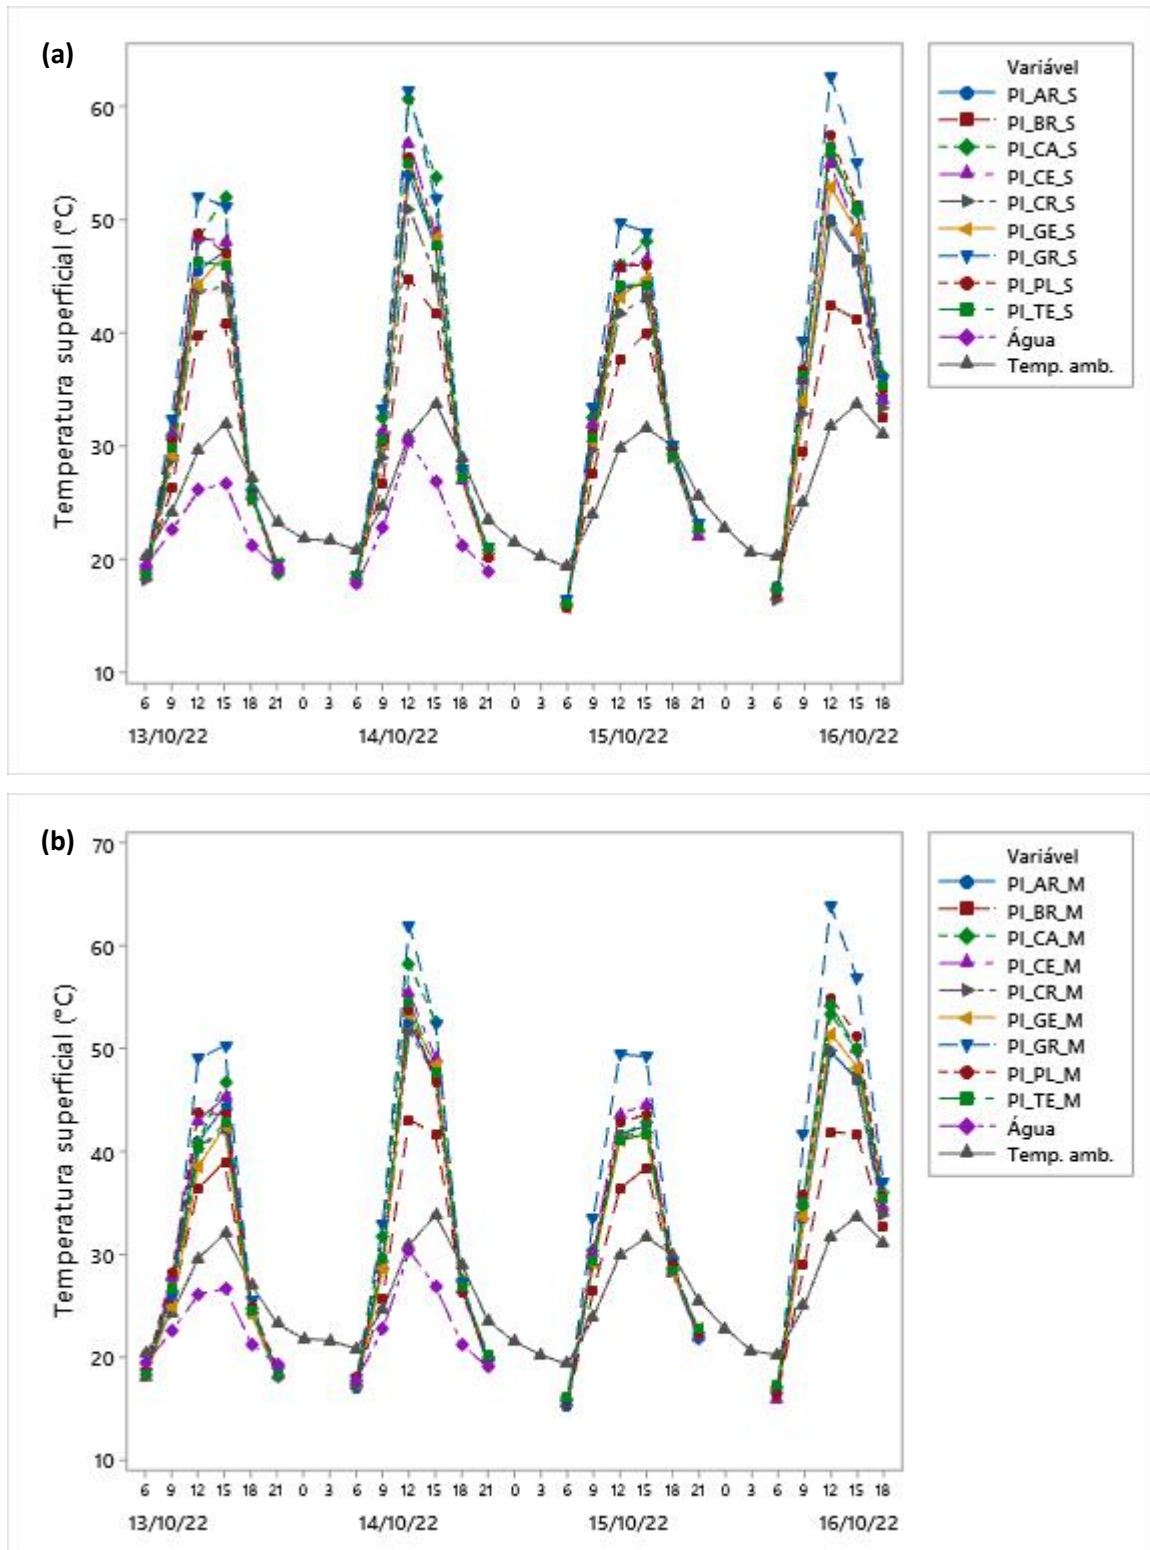 (a)
Temperatura superficial (°C)
60
50
40
30
20
10
6 9 12 15 18 21 0 3 6 9 12 15 18 21 0 3 6 9 12 15 18 21 0 3 6 9 12 15 18
13/10/22 14/10/22 15/10/22 16/10/22
Variável
PI_AR_S
PI_BR_S
PI_CA_S
PI_CE_S
PI_CR_S
PI_GE_S
PI_GR_S
PI_PL_S
PI_TE_S
Água
Temp. amb.
(b)
Temperatura superficial (°C)
70
60
50
40
30
20
10
6 9 12 15 18 21 0 3 6 9 12 15 18 21 0 3 6 9 12 15 18 21 0 3 6 9 12 15 18
13/10/22 14/10/22 15/10/22 16/10/22
Variável
PI_AR_M
PI_BR_M
PI_CA_M
PI_CE_M
PI_CR_M
PI_GE_M
PI_GR_M
PI_PL_M
PI_TE_M
Água
Temp. amb.